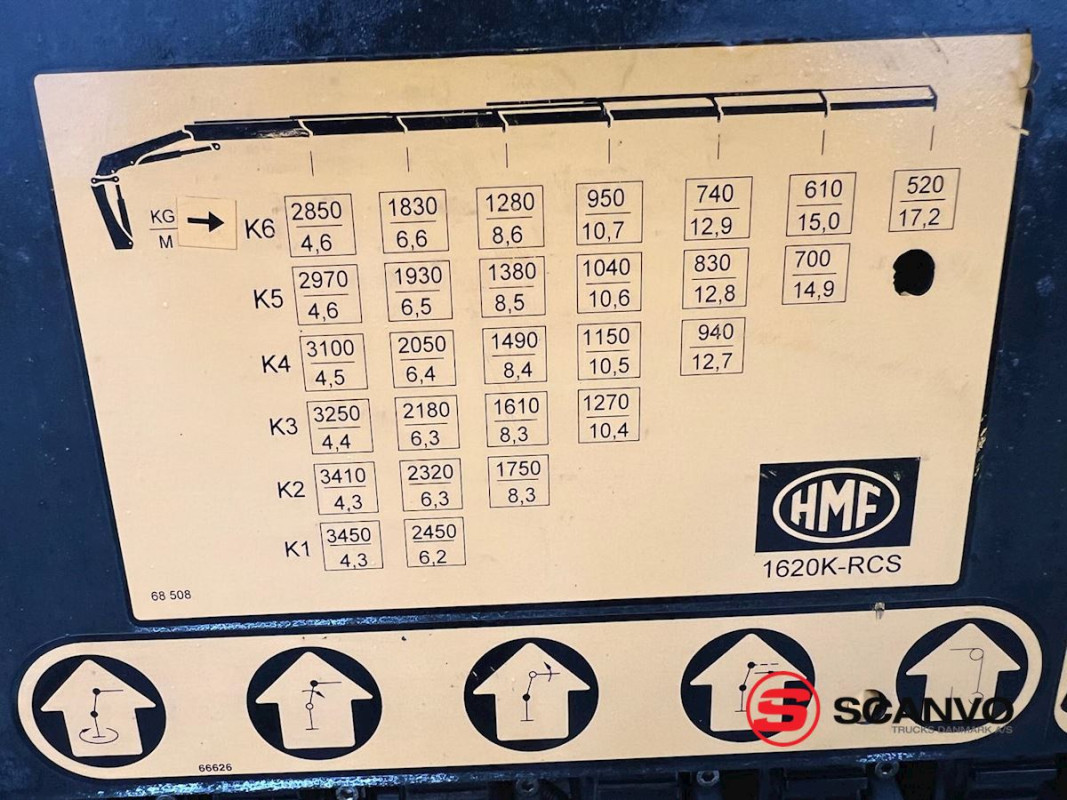 KG
M
K6 2850 1830 1280 950 740 610 520
4,6 6,6 8,6 10,7 12,9 15,0 17,2
K5 2970 1930 1380 1040 830 700
4,6 6,5 8,5 10,6 12,8 14,9
K4 3100 2050 1490 1150 940
4,5 6,4 8,4 10,5 12,7
K3 3250 2180 1610 1270
4,4 6,3 8,3 10,4
K2 3410 2320 1750
4,3 6,3 8,3
K1 3450 2450
4,3 6,2
HMF
1620K-RCS
68 508
66626
S SCANVO
TRUCKS DANMARK A/S